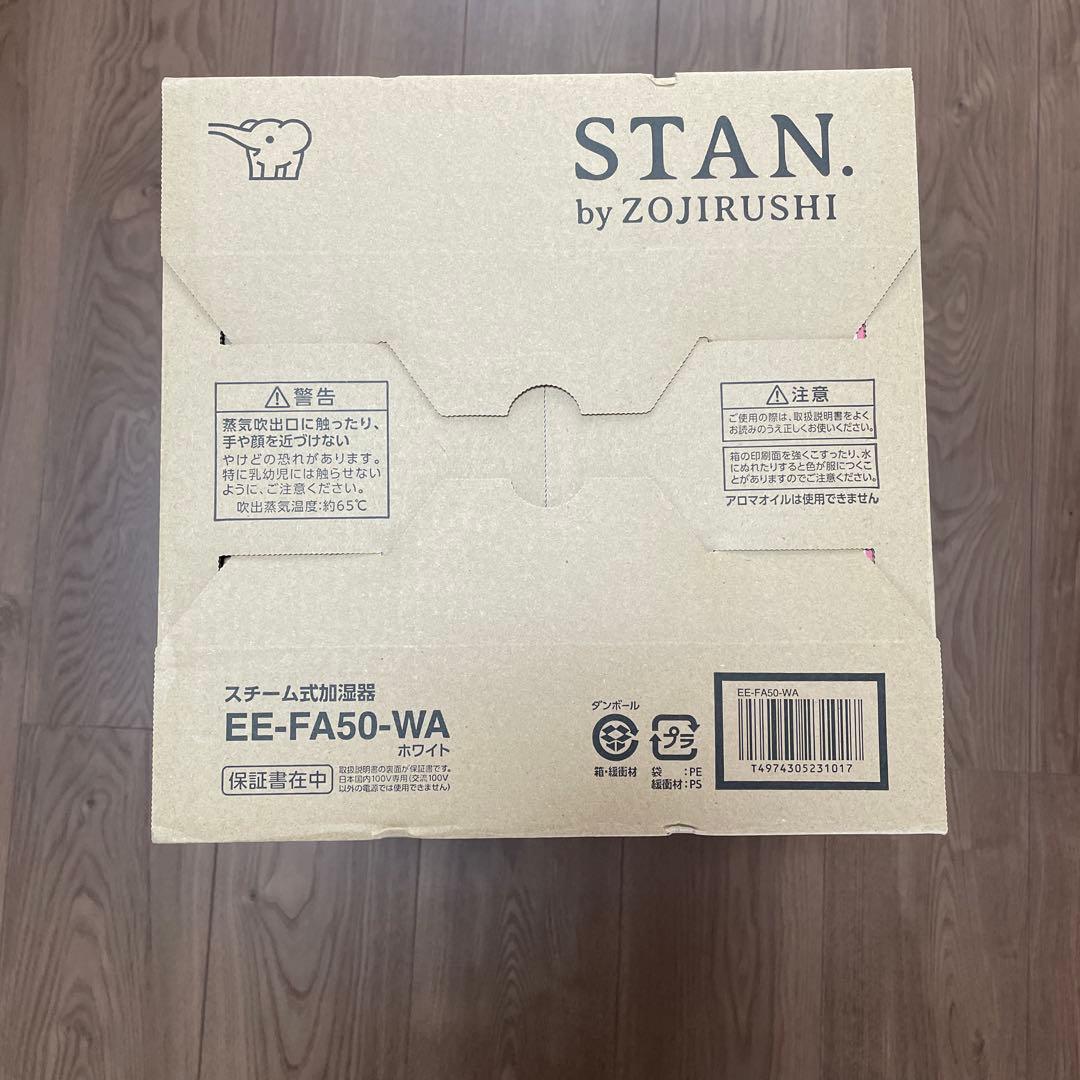 STAN.
by ZOJIRUSHI
警告
蒸気吹出口に触ったり、
手や顔を近づけない
やけどの恐れがあります。
特に乳幼児には触らせない
ように、ご注意ください。
吹出蒸気温度:約65℃
注意
ご使用の際は、取扱説明書をよく
お読みのうえ正しくお使いください。
箱の印刷面を強くこすったり、水
にぬれたりすると色が服につくこ
とがありますのでご注意ください。
アロマオイルは使用できません
スチーム式加湿器
EE-FA50-WA
ホワイト
保証書在中
取扱説明書の裏面が保証書です。
日本国内100V専用(交流100V
以外の電源では使用できません)
ダンボール
箱・緩衝材
プラ
袋 :PE
緩衝材:PS
EE-FA50-WA
T4974305231017